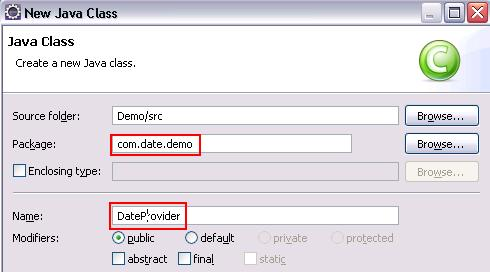 New Java Class
Java Class
Create a new Java class.
C
Source folder: Demo/src Browse...
Package: com.date.demo Browse...
Enclosing type: Browse...
Name: DateProvider
Modifiers: public default private protected
abstract final static